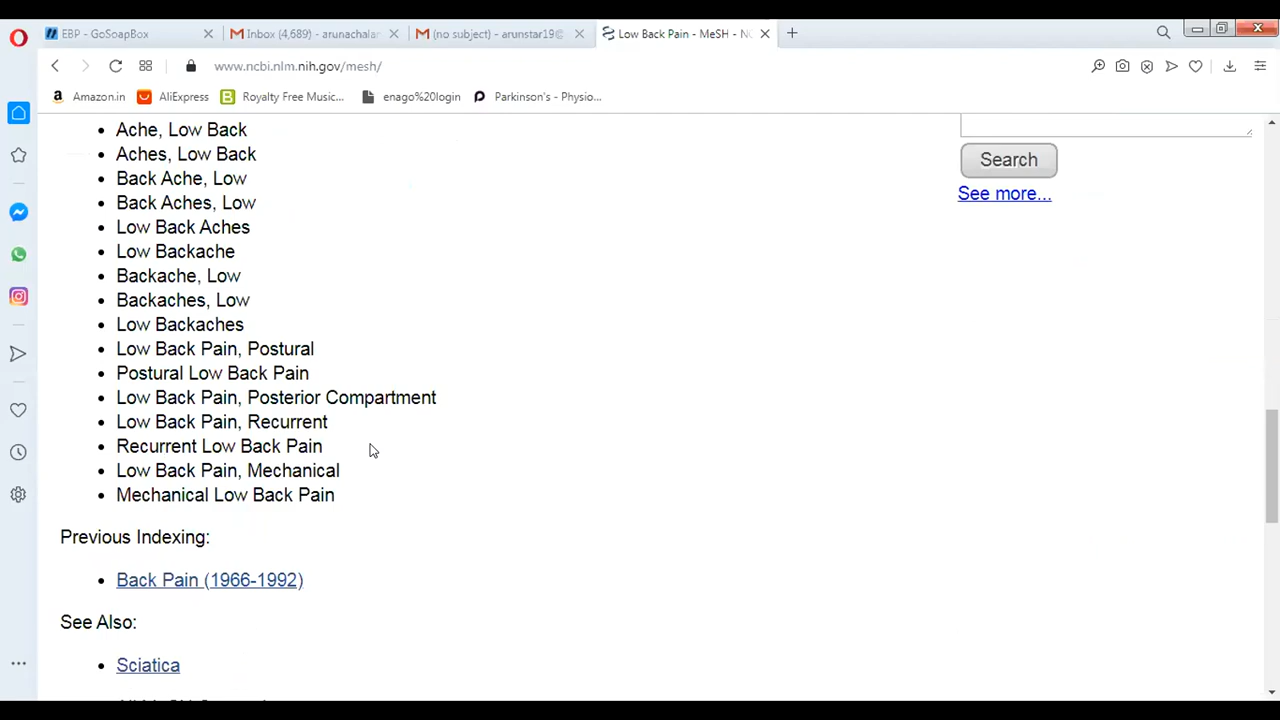 EBP - GoSoapBox
Inbox (4,689) - arunachalan
(no subject) - arunstar19@
Low Back Pain - MeSH - NC
www.ncbi.nlm.nih.gov/mesh/
Amazon.in
AliExpress
Royalty Free Music...
enago%20login
Parkinson's - Physio...
• Ache, Low Back
• Aches, Low Back
• Back Ache, Low
• Back Aches, Low
• Low Back Aches
• Low Backache
• Backache, Low
• Backaches, Low
• Low Backaches
• Low Back Pain, Postural
• Postural Low Back Pain
• Low Back Pain, Posterior Compartment
• Low Back Pain, Recurrent
• Recurrent Low Back Pain
• Low Back Pain, Mechanical
• Mechanical Low Back Pain
Previous Indexing:
• Back Pain (1966-1992)
See Also:
• Sciatica
Search
See more...